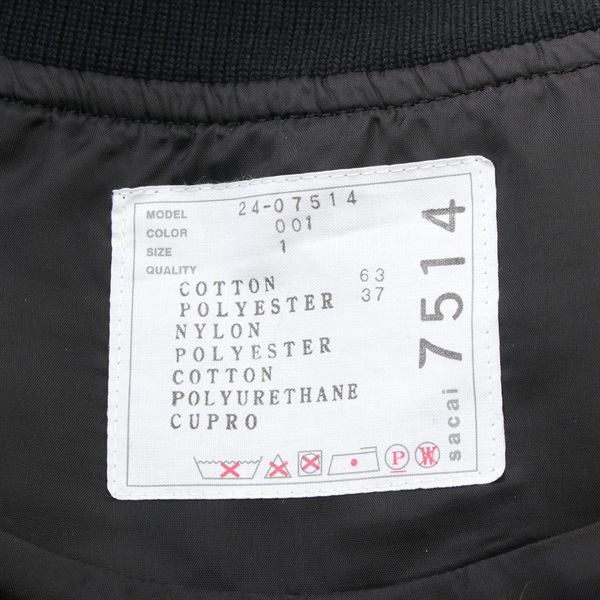 MODEL 24-07514
COLOR 001
SIZE 1
QUALITY
COTTON 63
POLYESTER 37
NYLON
POLYESTER
COTTON
POLYURETHANE
CUPRO
P W
sacai 7514